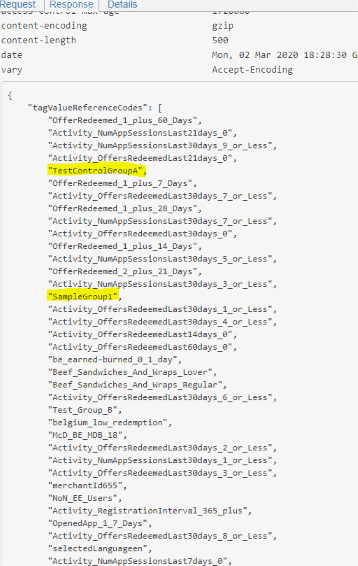 Request Response Details
access-control-max-age 1728000
content-encoding gzip
content-length 500
date Mon, 02 Mar 2020 18:28:30 G
vary Accept-Encoding
{
"tagValueReferenceCodes": [
"OfferRedeemed_1_plus_60_Days",
"Activity_NumAppSessionsLast21days_0",
"Activity_NumAppSessionsLast30days_9_or_Less",
"Activity_OffersRedeemedLast21days_0",
"TestControlGroupA",
"OfferRedeemed_1_plus_7_Days",
"Activity_OffersRedeemedLast30days_7_or_Less",
"OfferRedeemed_1_plus_28_Days",
"Activity_NumAppSessionsLast30days_7_or_Less",
"Activity_OffersRedeemedLast30days_0",
"OfferRedeemed_1_plus_14_Days",
"Activity_NumAppSessionsLast30days_5_or_Less",
"OfferRedeemed_2_plus_21_Days",
"Activity_NumAppSessionsLast30days_3_or_Less",
"SampleGroup1",
"Activity_OffersRedeemedLast30days_1_or_Less",
"Activity_OffersRedeemedLast30days_4_or_Less",
"Activity_OffersRedeemedLast14days_0",
"Activity_OffersRedeemedLast60days_0",
"be_earned-burned_0_1_day",
"Beef_Sandwiches_And_Wraps_Lover",
"Beef_Sandwiches_And_Wraps_Regular",
"Activity_OffersRedeemedLast30days_6_or_Less",
"Test_Group_B",
"belgium_low_redemption",
"McD_BE_MDB_18",
"Activity_OffersRedeemedLast30days_2_or_Less",
"Activity_NumAppSessionsLast30days_1_or_Less",
"Activity_OffersRedeemedLast30days_3_or_Less",
"merchantId655",
"NoN_EE_Users",
"Activity_RegistrationInterval_365_plus",
"OpenedApp_1_7_Days",
"Activity_OffersRedeemedLast30days_8_or_Less",
"selectedLanguageen",
"Activity_NumAppSessionsLast7days_0",